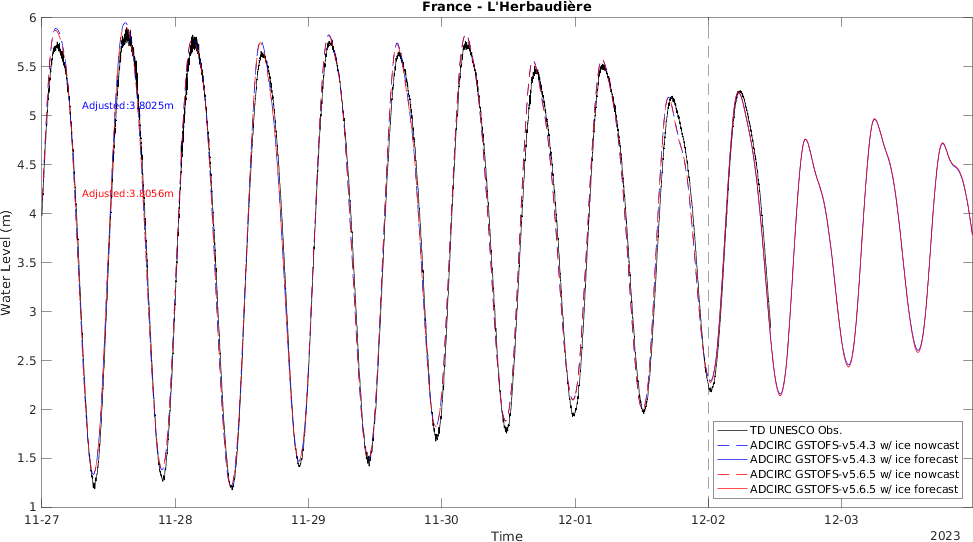 France - L'Herbaudière
6
5.5
5
4.5
4
3.5
3
2.5
2
1.5
1
Water Level (m)
Adjusted:3.8025m
Adjusted:3.8056m
TD UNESCO Obs.
ADCIRC GSTOFS-v5.4.3 w/ ice nowcast
ADCIRC GSTOFS-v5.4.3 w/ ice forecast
ADCIRC GSTOFS-v5.6.5 w/ ice nowcast
ADCIRC GSTOFS-v5.6.5 w/ ice forecast
11-27 11-28 11-29 11-30 12-01 12-02 12-03
Time
2023